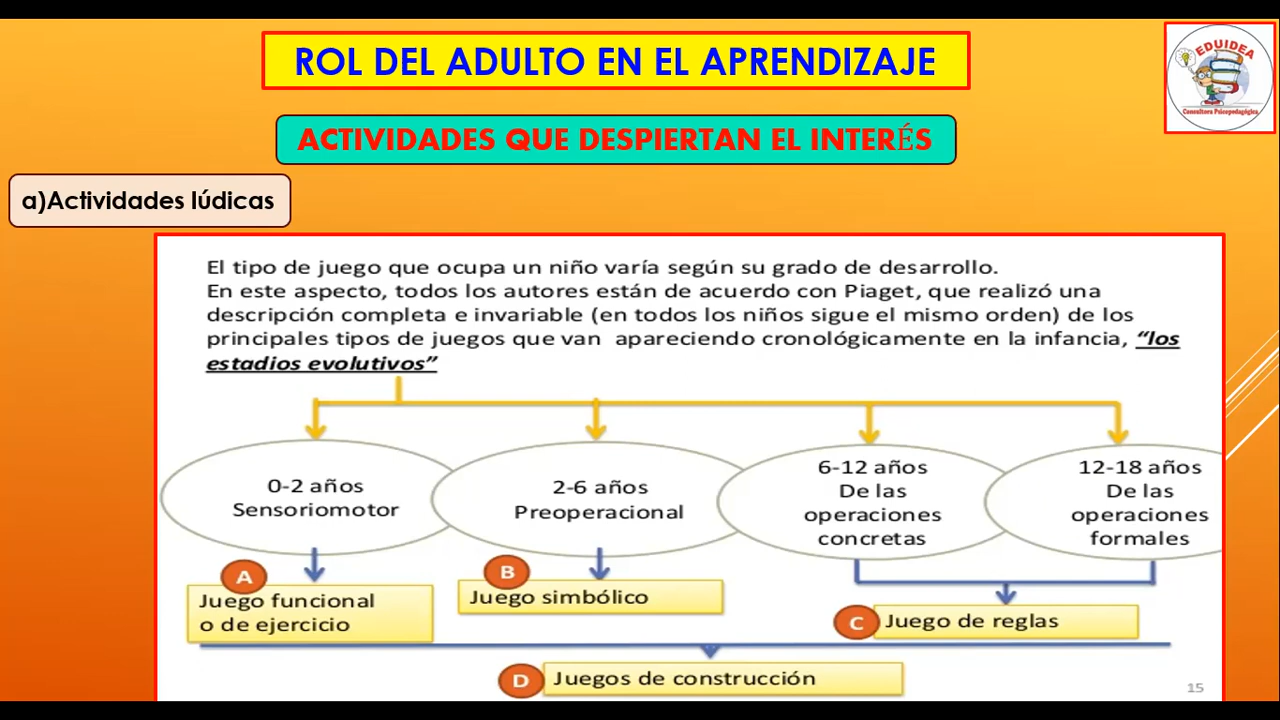 ROL DEL ADULTO EN EL APRENDIZAJE
EDUIDEA
Consultora Psicopedagógica
ACTIVIDADES QUE DESPIERTAN EL INTERÉS
a)Actividades lúdicas
El tipo de juego que ocupa un niño varía según su grado de desarrollo.
En este aspecto, todos los autores están de acuerdo con Piaget, que realizó una
descripción completa e invariable (en todos los niños sigue el mismo orden) de los
principales tipos de juegos que van apareciendo cronológicamente en la infancia, “los
estadios evolutivos”
0-2 años
Sensoriomotor
2-6 años
Preoperacional
6-12 años
De las
operaciones
concretas
12-18 años
De las
operaciones
formales
A
Juego funcional
o de ejercicio
B
Juego simbólico
C
Juego de reglas
D
Juegos de construcción
15